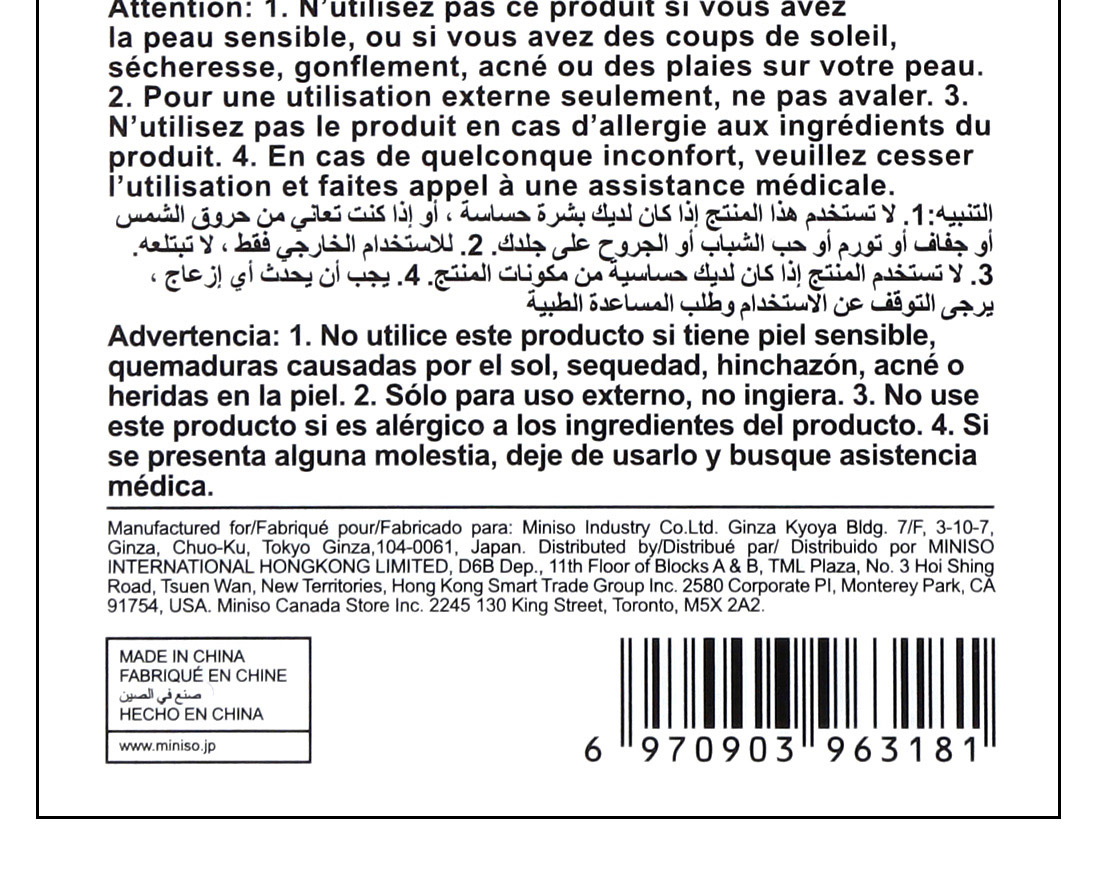 Attention: 1. N’utilisez pas ce produit si vous avez
la peau sensible, ou si vous avez des coups de soleil,
sécheresse, gonflement, acné ou des plaies sur votre peau.
2. Pour une utilisation externe seulement, ne pas avaler. 3.
N’utilisez pas le produit en cas d’allergie aux ingrédients du
produit. 4. En cas de quelconque inconfort, veuillez cesser
l’utilisation et faites appel à une assistance médicale.
التنبيه:1. لا تستخدم هذا المنتج إذا كان لديك بشرة حساسة ، أو إذا كنت تعاني من حروق الشمس
أو جفاف أو تورم أو حب الشباب أو الجروح على جلدك. 2. للاستخدام الخارجي فقط ، لا تبتلعه.
3. لا تستخدم المنتج إذا كان لديك حساسية من مكونات المنتج. 4. يجب أن يحدث أي إزعاج ،
يرجى التوقف عن الاستخدام وطلب المساعدة الطبية
Advertencia: 1. No utilice este producto si tiene piel sensible,
quemaduras causadas por el sol, sequedad, hinchazón, acné o
heridas en la piel. 2. Sólo para uso externo, no ingiera. 3. No use
este producto si es alérgico a los ingredientes del producto. 4. Si
se presenta alguna molestia, deje de usarlo y busque asistencia
médica.
Manufactured for/Fabriqué pour/Fabricado para: Miniso Industry Co.Ltd. Ginza Kyoya Bldg. 7/F, 3-10-7,
Ginza, Chuo-Ku, Tokyo Ginza,104-0061, Japan. Distributed by/Distribué par/ Distribuido por MINISO
INTERNATIONAL HONGKONG LIMITED, D6B Dep., 11th Floor of Blocks A & B, TML Plaza, No. 3 Hoi Shing
Road, Tsuen Wan, New Territories, Hong Kong Smart Trade Group Inc. 2580 Corporate Pl, Monterey Park, CA
91754, USA. Miniso Canada Store Inc. 2245 130 King Street, Toronto, M5X 2A2.
MADE IN CHINA
FABRIQUÉ EN CHINE
صنع في الصين
HECHO EN CHINA
www.miniso.jp
6 970903 963181